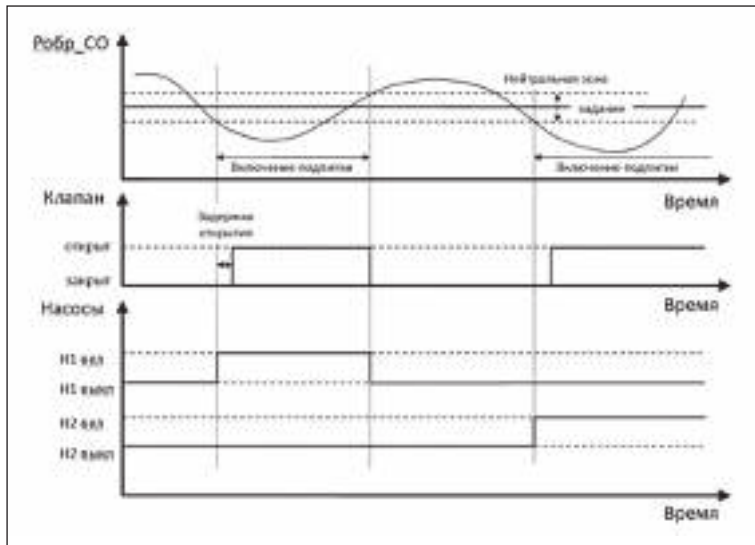 Робр_СО
Нейтральная зона
задание
Включение подпитки
Включение подпитки
Время
Клапан
Задержка
открытия
открыт
закрыт
Время
Насосы
Н1 вкл
Н1 выкл
Н2 вкл
Н2 выкл
Время